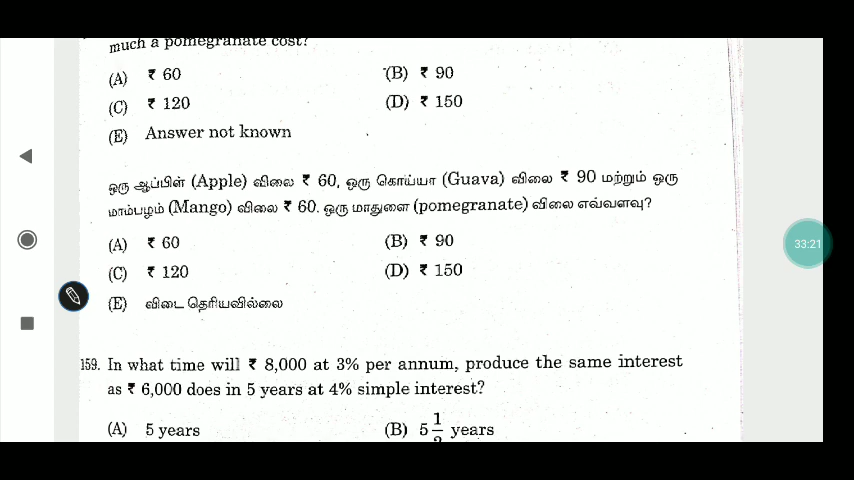 much a pomegranate cost?
(A) ₹ 60 (B) ₹ 90
(C) ₹ 120 (D) ₹ 150
(E) Answer not known
ஒரு ஆப்பிள் (Apple) விலை ₹ 60, ஒரு கொய்யா (Guava) விலை ₹ 90 மற்றும் ஒரு
மாம்பழம் (Mango) விலை ₹ 60. ஒரு மாதுளை (pomegranate) விலை எவ்வளவு?
(A) ₹ 60 (B) ₹ 90
(C) ₹ 120 (D) ₹ 150
(E) விடை தெரியவில்லை
33:21
159. In what time will ₹ 8,000 at 3% per annum, produce the same interest
as ₹ 6,000 does in 5 years at 4% simple interest?
(A) 5 years (B) 5 1/2 years